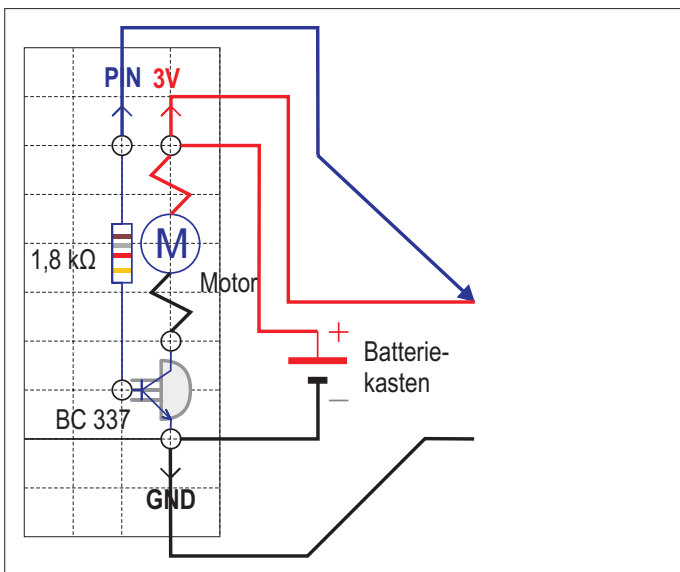 PIN 3V
1,8 kΩ
M
Motor
+
Batterie-
kasten
—
BC 337
GND